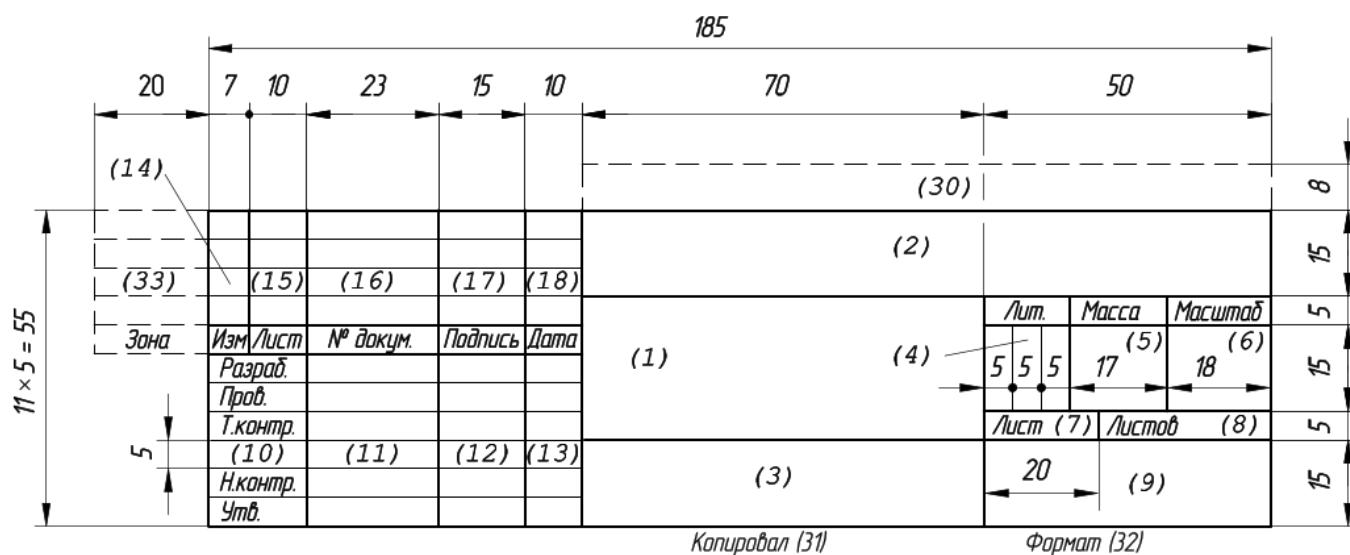 185
20 7 10 23 15 10 70 50
(14) (30) 8
(2) 15
(33) (15) (16) (17) (18)
Лит. Масса Масштаб 5
Зона Изм Лист № докум. Подпись Дата
11 × 5 = 55
(1) (4) (5) (6)
5 5 5 17 18 15
Разраб.
Пров.
Т.контр. Лист (7) Листов (8) 5
5 (10) (11) (12) (13)
(3) 20 (9) 15
Н.контр.
Утв.
Копировал (31) Формат (32)